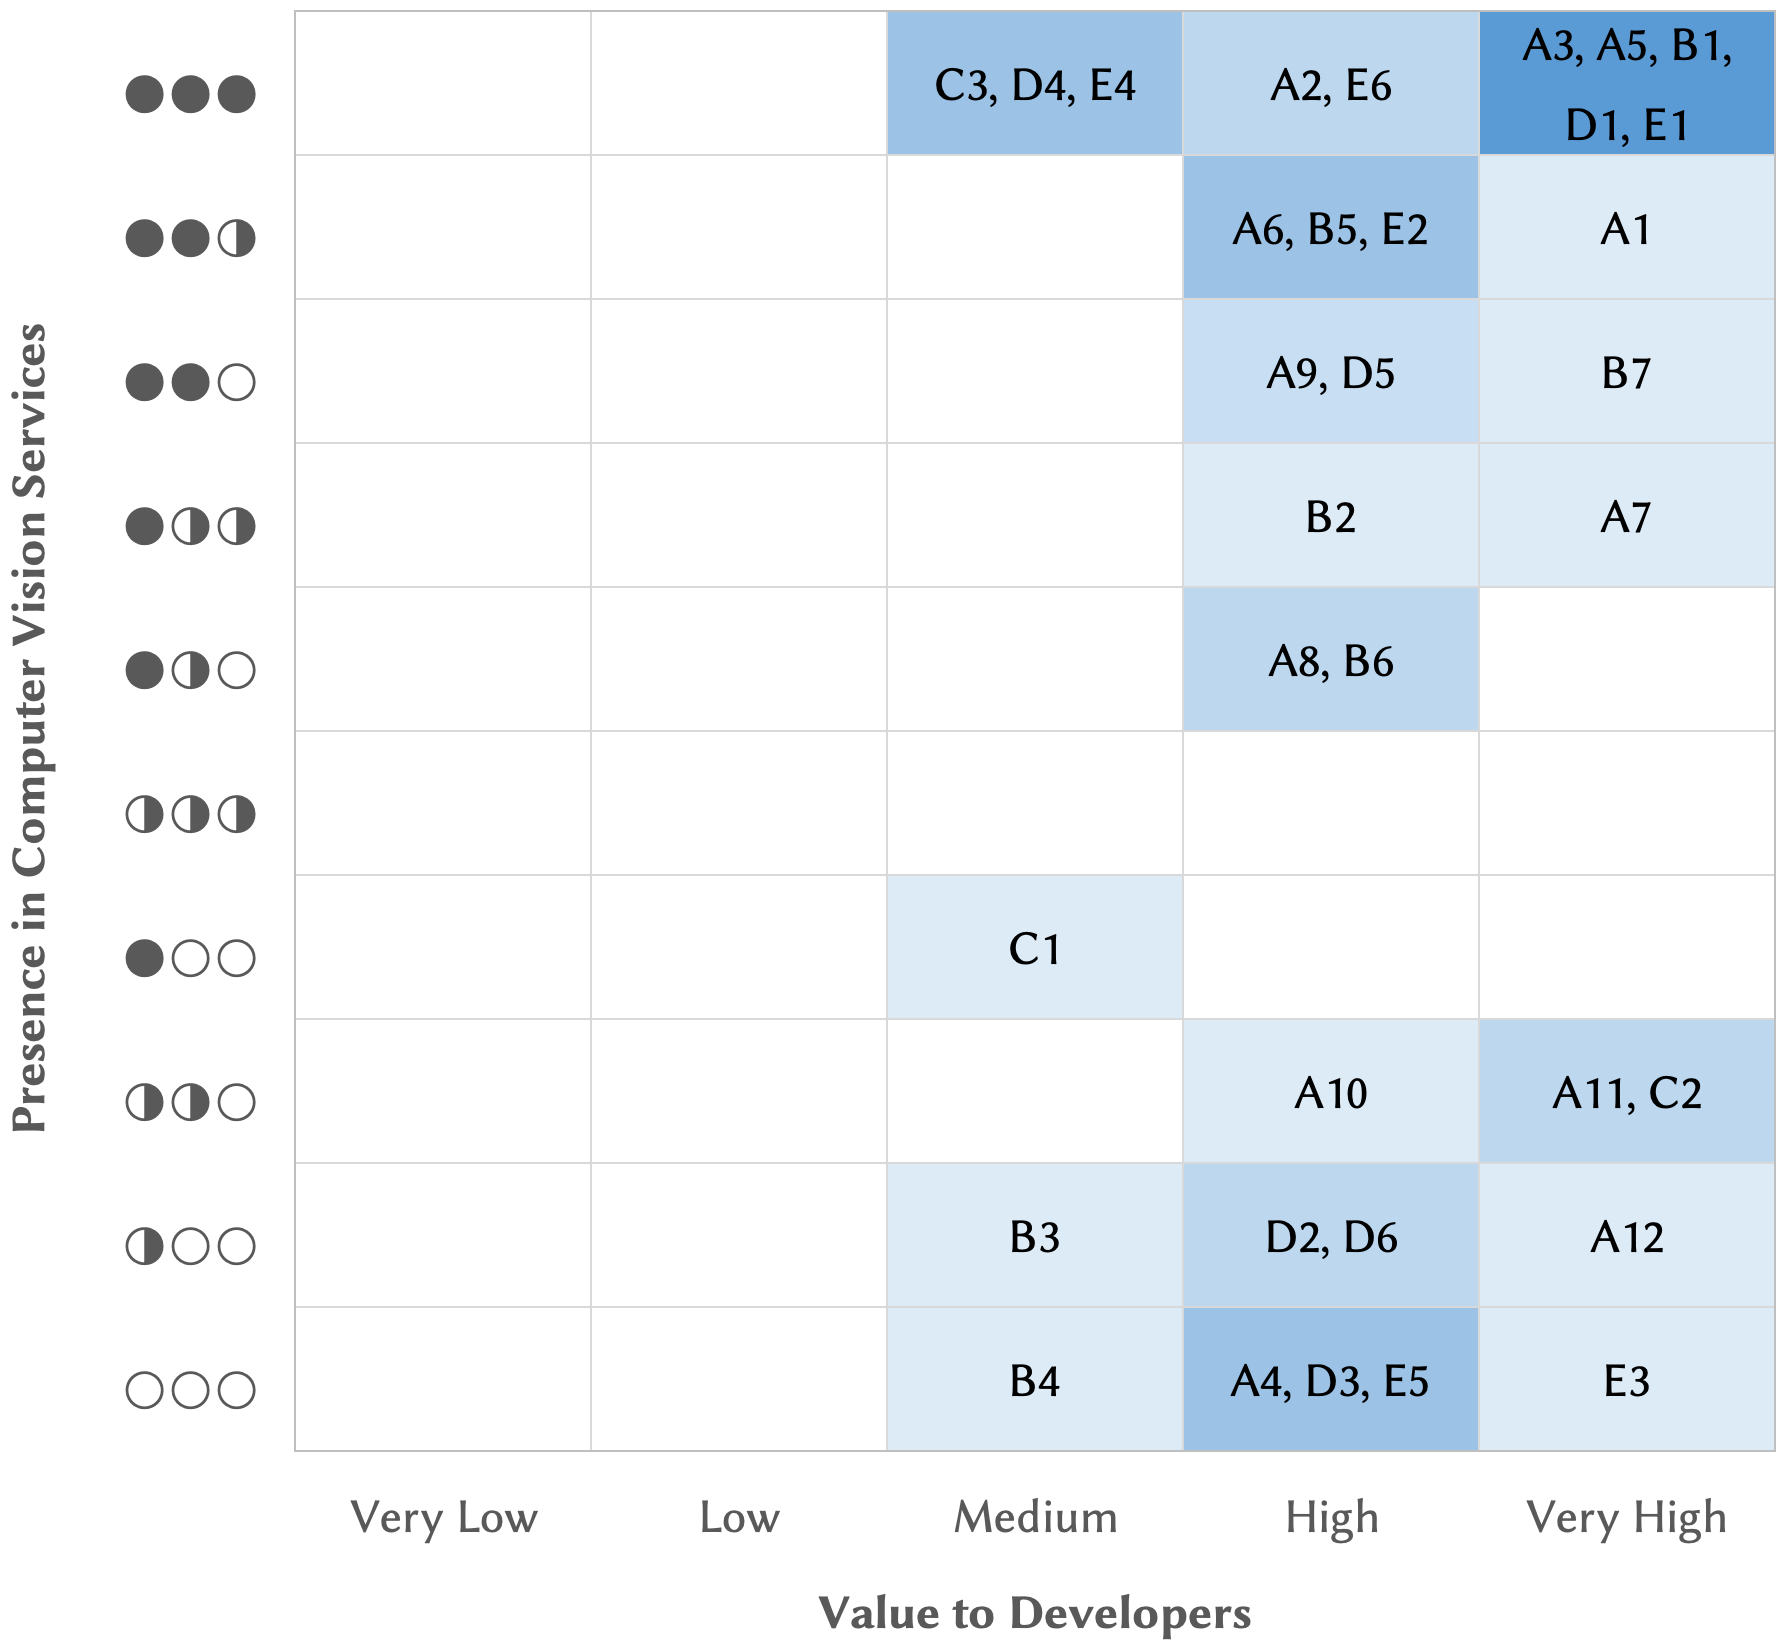 Presence in Computer Vision Services
C3, D4, E4
A2, E6
A3, A5, B1,
D1, E1
A6, B5, E2
A1
A9, D5
B7
B2
A7
A8, B6
C1
A10
A11, C2
B3
D2, D6
A12
B4
A4, D3, E5
E3
Very Low
Low
Medium
High
Very High
Value to Developers